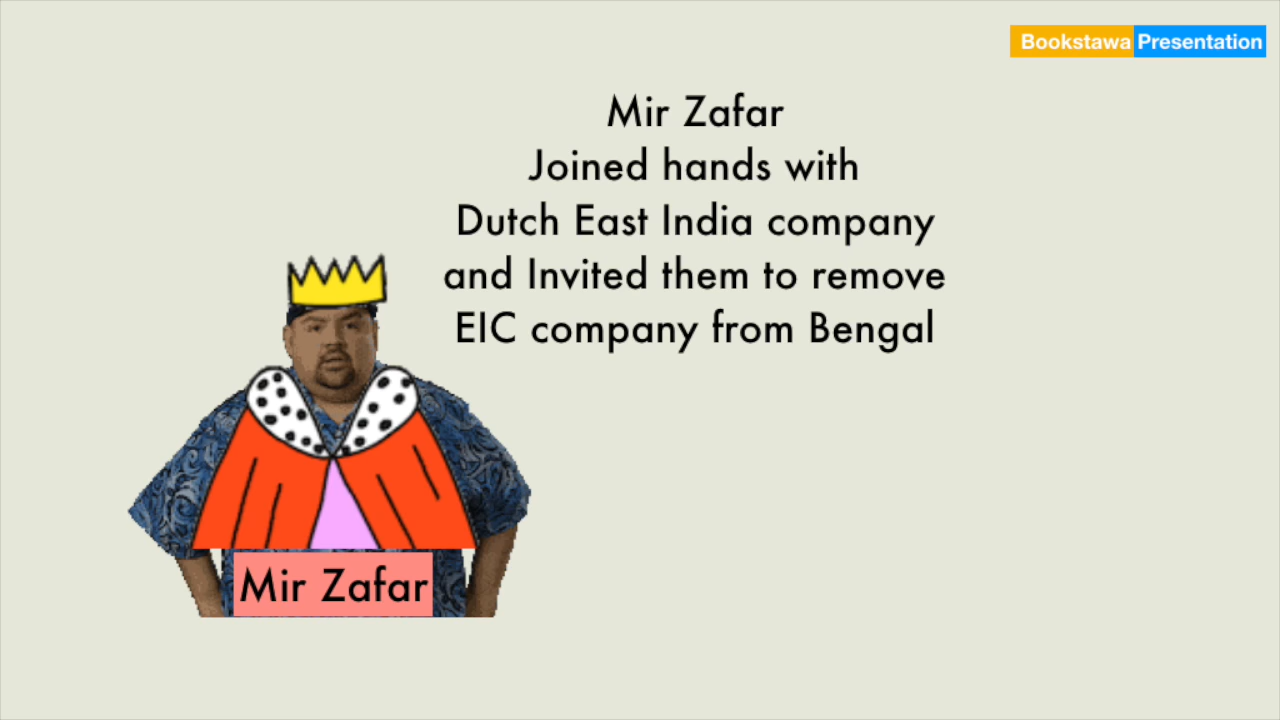 Bookstawa Presentation
Mir Zafar
Joined hands with
Dutch East India company
and Invited them to remove
EIC company from Bengal
Mir Zafar